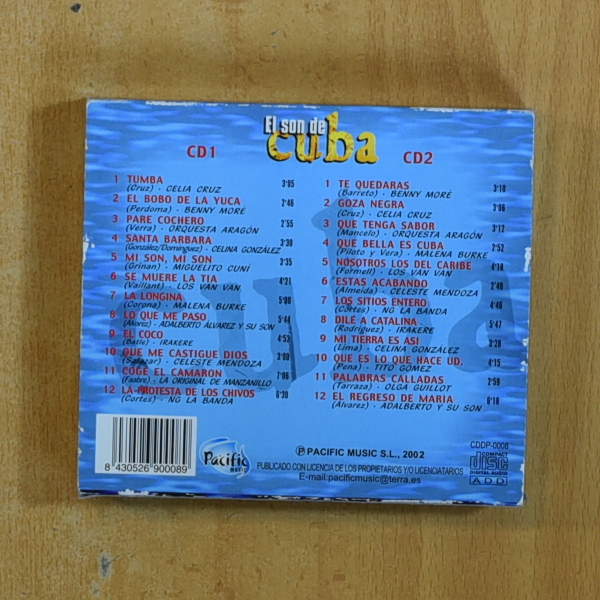 El son de
cuba
CD1
1 TUMBA 3'05
(Cruz) · CELIA CRUZ
2 EL BOBO DE LA YUCA 2'46
(Perdomo) · BENNY MORÉ
3 PARE COCHERO 2'55
(Verra) · ORQUESTA ARAGÓN
4 SANTA BARBARA 3'30
(González/Domínguez) · CELINA GONZÁLEZ
5 MI SON, MI SON 3'35
(Grinan) · MIGUELITO CUNÍ
6 SE MUERE LA TIA 4'21
(Vaillant) · LOS VAN VAN
7 LA LONGINA 5'00
(Corona) · MALENA BURKE
8 LO QUE ME PASO 5'44
(Alvarez) · ADALBERTO ALVAREZ Y SU SON
9 EL COCO 4'52
(Batle) · IRAKERE
10 QUE ME CASTIGUE DIOS 3'00
(Salazar) · CELESTE MENDOZA
11 COGE EL CAMARON
(Fastre) · LA ORIGINAL DE MANZANILLO
12 LA PROTESTA DE LOS CHIVOS 6'30
(Cortes) · NG LA BANDA
CD2
1 TE QUEDARAS 3'10
(Barreto) · BENNY MORÉ
2 GOZA NEGRA 3'06
(Cruz) · CELIA CRUZ
3 QUE TENGA SABOR 3'12
(Mancelo) · ORQUESTA ARAGÓN
4 QUE BELLA ES CUBA 2'52
(Piloto y Vera) · MALENA BURKE
5 NOSOTROS LOS DEL CARIBE 4'10
(Formell) · LOS VAN VAN
6 ESTAS ACABANDO 2'40
(Almeida) · CELESTE MENDOZA
7 LOS SITIOS ENTERO 4'46
(Cortes) · NG LA BANDA
8 DILE A CATALINA 5'47
(Rodríguez) · IRAKERE
9 MI TIERRA ES ASI 3'28
(Lima) · CELINA GONZÁLEZ
10 QUE ES LO QUE HACE UD. 4'15
(Pena) · TITO GÓMEZ
11 PALABRAS CALLADAS 2'59
(Tarraza) · OLGA GUILLOT
12 EL REGRESO DE MARIA 6'10
(Alvarez) · ADALBERTO Y SU SON
8 430526 900089
Pacific
MUSIC
℗ PACIFIC MUSIC S.L., 2002
PUBLICADO CON LICENCIA DE LOS PROPIETARIOS Y/O LICENCIATARIOS
E-mail:pacificmusic@terra.es
CDDP-0008
COMPACT
disc
DIGITAL AUDIO
ADD